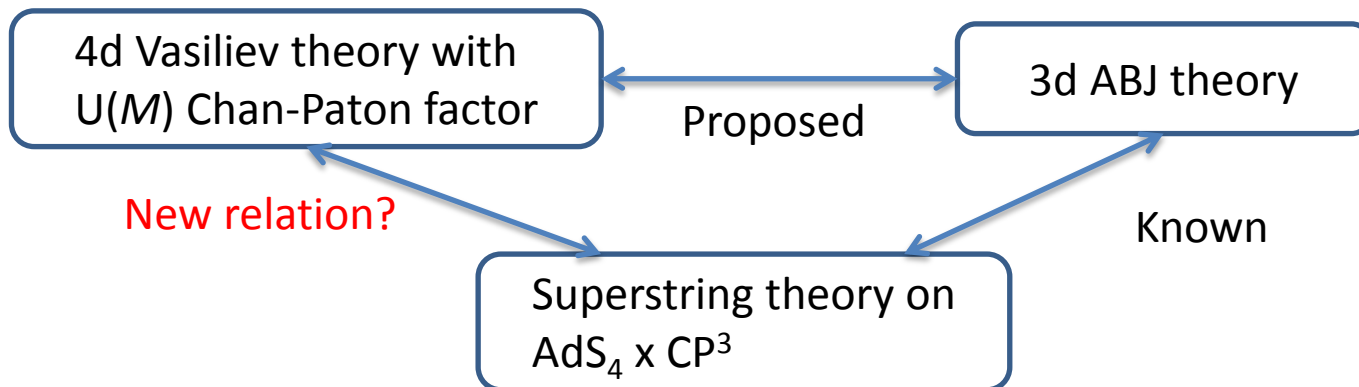 4d Vasiliev theory with
U(M) Chan-Paton factor
3d ABJ theory
Proposed
New relation?
Known
Superstring theory on
AdS₄ x CP³